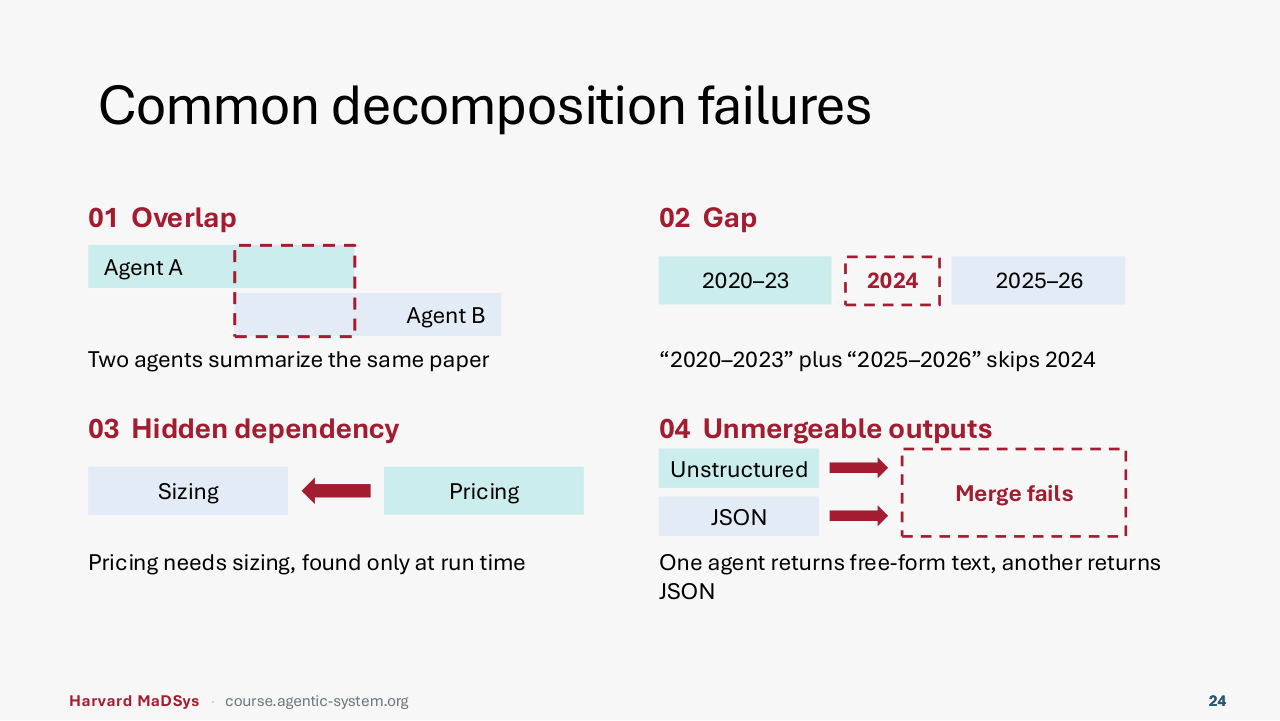 Common decomposition failures
01 Overlap
Agent A
Agent B
Two agents summarize the same paper
02 Gap
2020–23
2024
2025–26
“2020–2023” plus “2025–2026” skips 2024
03 Hidden dependency
Sizing
Pricing
Pricing needs sizing, found only at run time
04 Unmergeable outputs
Unstructured
JSON
Merge fails
One agent returns free-form text, another returns
JSON
Harvard MaDSys · course.agentic-system.org
24